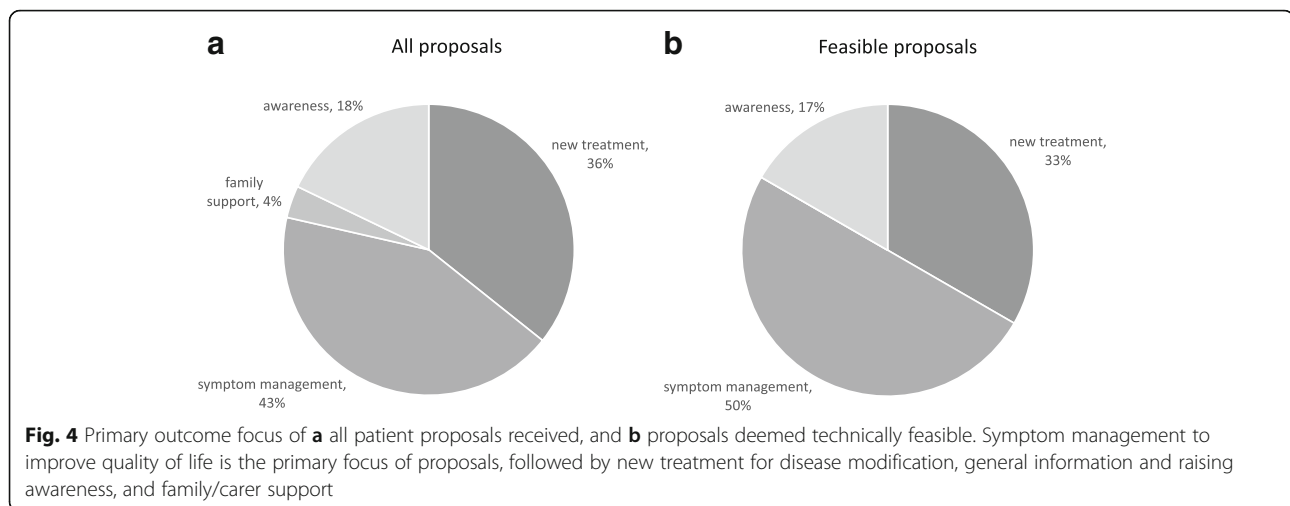 a All proposals
awareness, 18%
new treatment,
36%
family
support, 4%
symptom management,
43%
b Feasible proposals
awareness, 17%
new treatment,
33%
symptom management,
50%
Fig. 4 Primary outcome focus of a all patient proposals received, and b proposals deemed technically feasible. Symptom management to
improve quality of life is the primary focus of proposals, followed by new treatment for disease modification, general information and raising
awareness, and family/carer support